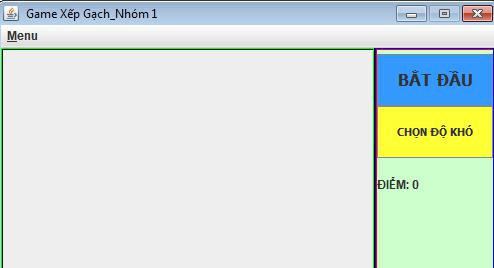 Game Xếp Gạch_Nhóm 1
Menu
BẮT ĐẦU
CHỌN ĐỘ KHÓ
ĐIỂM: 0